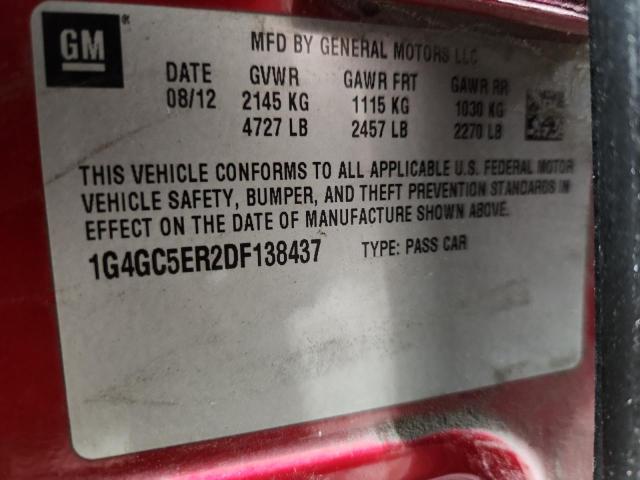 GM
MFD BY GENERAL MOTORS LLC
DATE GVWR GAWR FRT GAWR RR
08/12 2145 KG 1115 KG 1030 KG
4727 LB 2457 LB 2270 LB
THIS VEHICLE CONFORMS TO ALL APPLICABLE U.S. FEDERAL MOTOR
VEHICLE SAFETY, BUMPER, AND THEFT PREVENTION STANDARDS IN
EFFECT ON THE DATE OF MANUFACTURE SHOWN ABOVE.
1G4GC5ER2DF138437 TYPE: PASS CAR